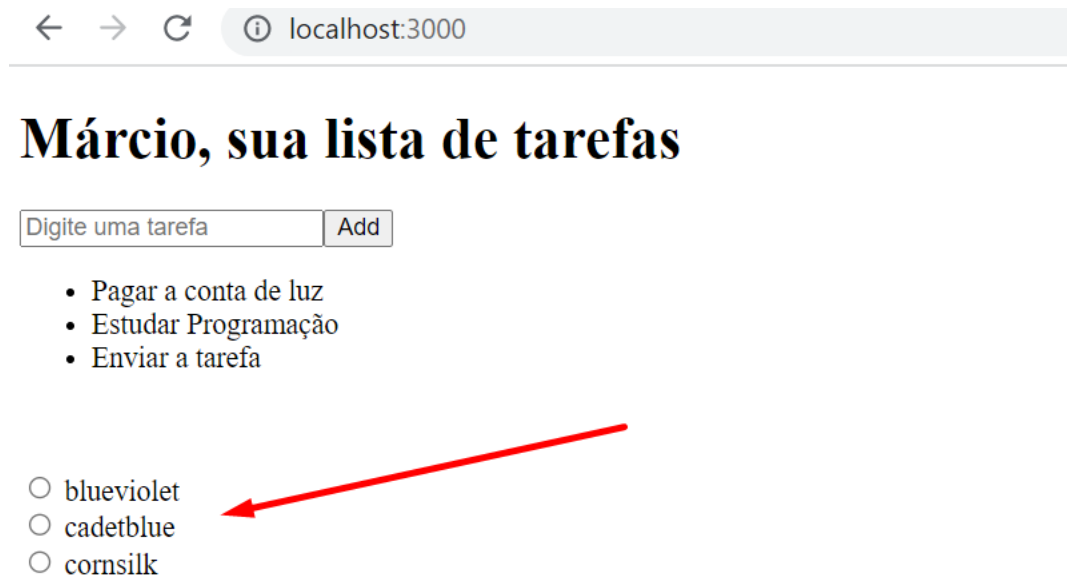 localhost:3000
Márcio, sua lista de tarefas
Digite uma tarefa Add
Pagar a conta de luz
Estudar Programação
Enviar a tarefa
blueviolet
cadetblue
cornsilk